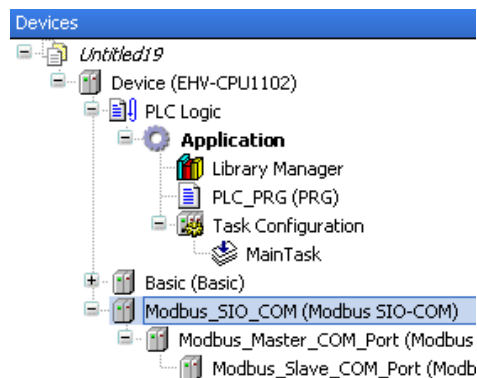 Devices
Untitled19
Device (EHV-CPU1102)
PLC Logic
Application
Library Manager
PLC_PRG (PRG)
Task Configuration
MainTask
Basic (Basic)
Modbus_SIO_COM (Modbus SIO-COM)
Modbus_Master_COM_Port (Modbus
Modbus_Slave_COM_Port (Modb